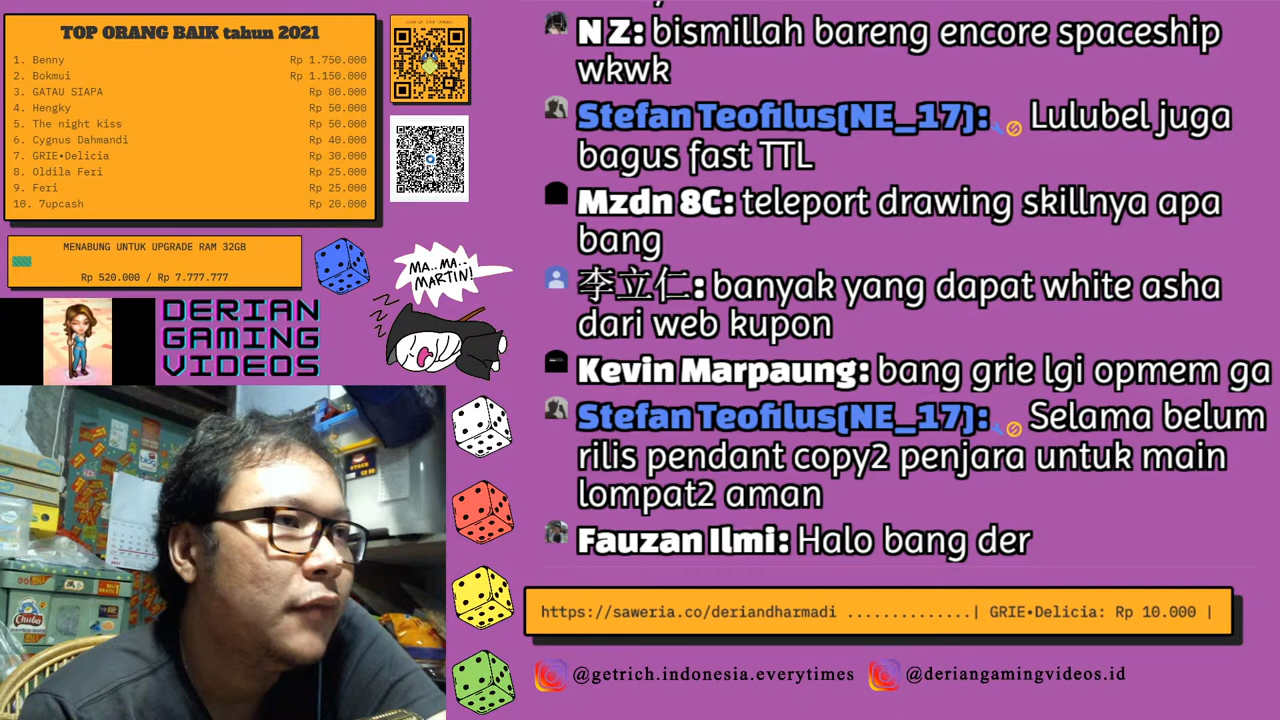 TOP ORANG BAIK tahun 2021
1. Benny Rp 1.750.000
2. Bokmui Rp 1.150.000
3. GATAU SIAPA Rp 80.000
4. Hengky Rp 50.000
5. The night kiss Rp 50.000
6. Cygnus Dahmandi Rp 40.000
7. GRIE•Delicia Rp 30.000
8. Oldila Feri Rp 25.000
9. Feri Rp 25.000
10. 7upcash Rp 20.000
MENABUNG UNTUK UPGRADE RAM 32GB
Rp 520.000 / Rp 7.777.777
MA..MA..
MARTIN!
DERIAN
GAMING
VIDEOS
Chuba
N Z: bismillah bareng encore spaceship
wkwk
Stefan Teofilus(NE_17): Lulubel juga
bagus fast TTL
Mzdn 8C: teleport drawing skillnya apa
bang
李立仁: banyak yang dapat white asha
dari web kupon
Kevin Marpaung: bang grie lgi opmem ga
Stefan Teofilus(NE_17): Selama belum
rilis pendant copy2 penjara untuk main
lompat2 aman
Fauzan Ilmi: Halo bang der
https://saweria.co/deriandharmadi ..............| GRIE•Delicia: Rp 10.000 |
@getrich.indonesia.everytimes @deriangamingvideos.id